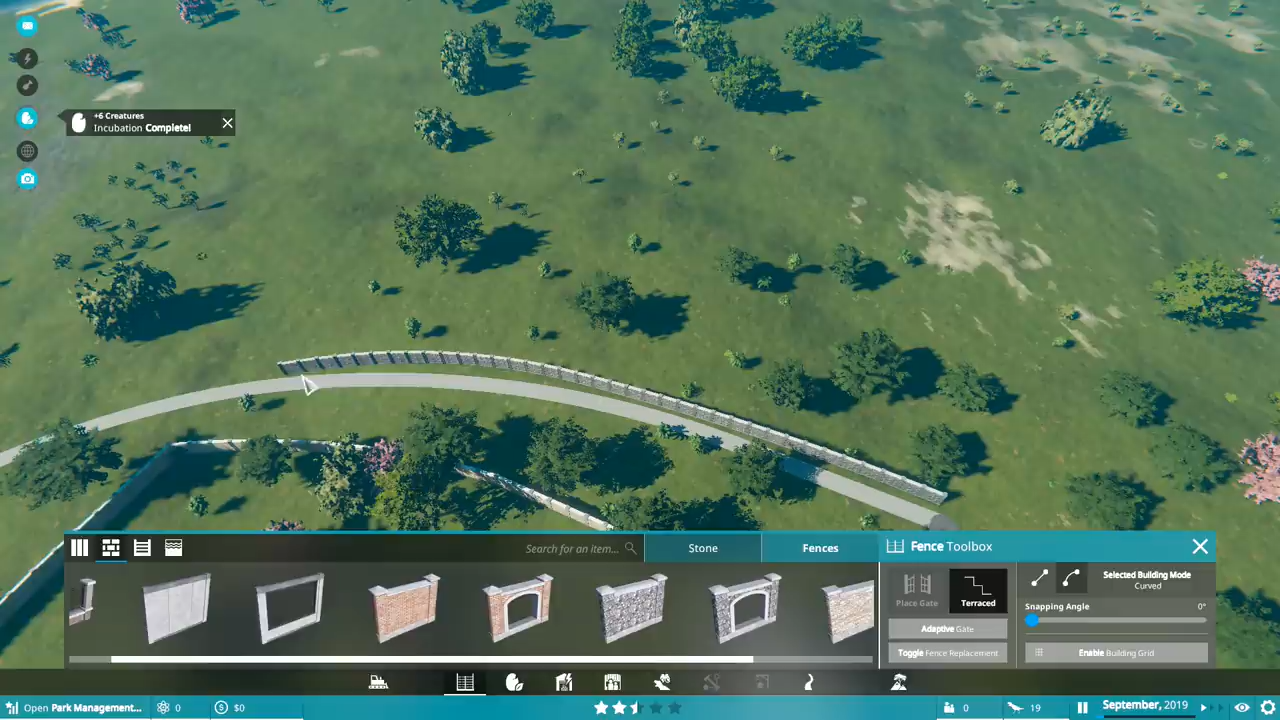 +6 Creatures
Incubation Complete!
Search for an item...
Stone
Fences
Fence Toolbox
Place Gate
Terraced
Selected Building Mode
Curved
Snapping Angle
0°
Adaptive Gate
Toggle Fence Replacement
Enable Building Grid
Open Park Management...
0
$0
0
19
September, 2019